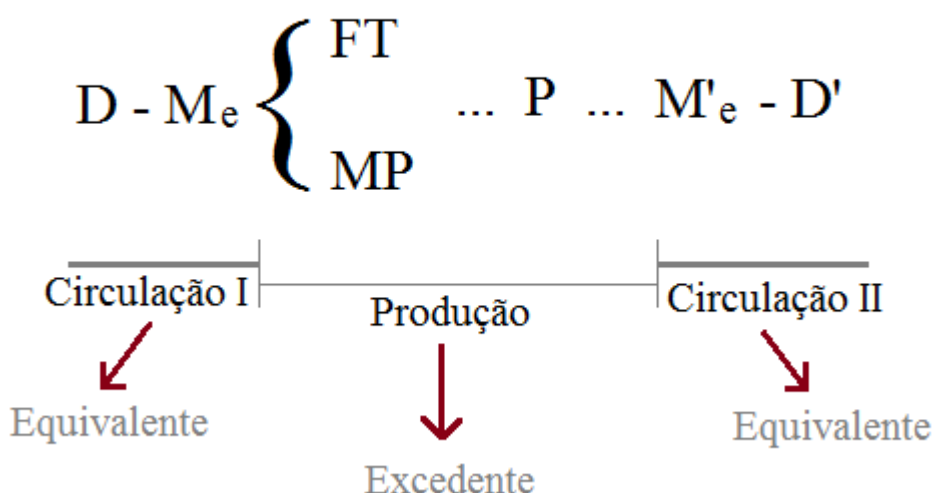 FT
D - Me { ... P ... M'e - D'
MP
Circulação I
Produção
Circulação II
Equivalente
Excedente
Equivalente